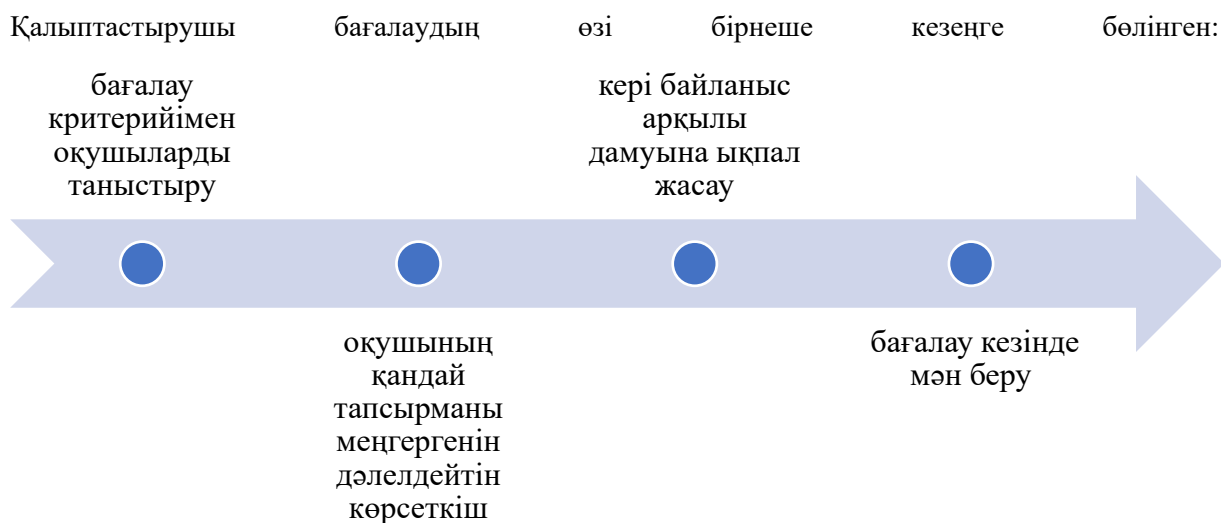 Қалыптастырушы бағалаудың өзі бірнеше кезеңге бөлінген:
бағалау
критерийімен
оқушыларды
таныстыру
оқушының
қандай
тапсырманы
меңгергенін
дәлелдейтін
көрсеткіш
кері байланыс
арқылы
дамуына ықпал
жасау
бағалау кезінде
мән беру